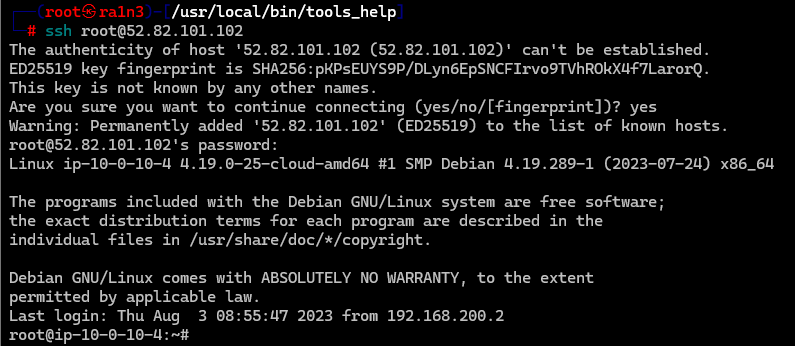 (root㉿ra1n3)-[/usr/local/bin/tools_help]
# ssh root@52.82.101.102
The authenticity of host '52.82.101.102 (52.82.101.102)' can't be established.
ED25519 key fingerprint is SHA256:pKPsEUYS9P/DLyn6EpSNCFIrvo9TVhROkX4f7LarorQ.
This key is not known by any other names.
Are you sure you want to continue connecting (yes/no/[fingerprint])? yes
Warning: Permanently added '52.82.101.102' (ED25519) to the list of known hosts.
root@52.82.101.102's password:
Linux ip-10-0-10-4 4.19.0-25-cloud-amd64 #1 SMP Debian 4.19.289-1 (2023-07-24) x86_64

The programs included with the Debian GNU/Linux system are free software;
the exact distribution terms for each program are described in the
individual files in /usr/share/doc/*/copyright.

Debian GNU/Linux comes with ABSOLUTELY NO WARRANTY, to the extent
permitted by applicable law.
Last login: Thu Aug  3 08:55:47 2023 from 192.168.200.2
root@ip-10-0-10-4:~#